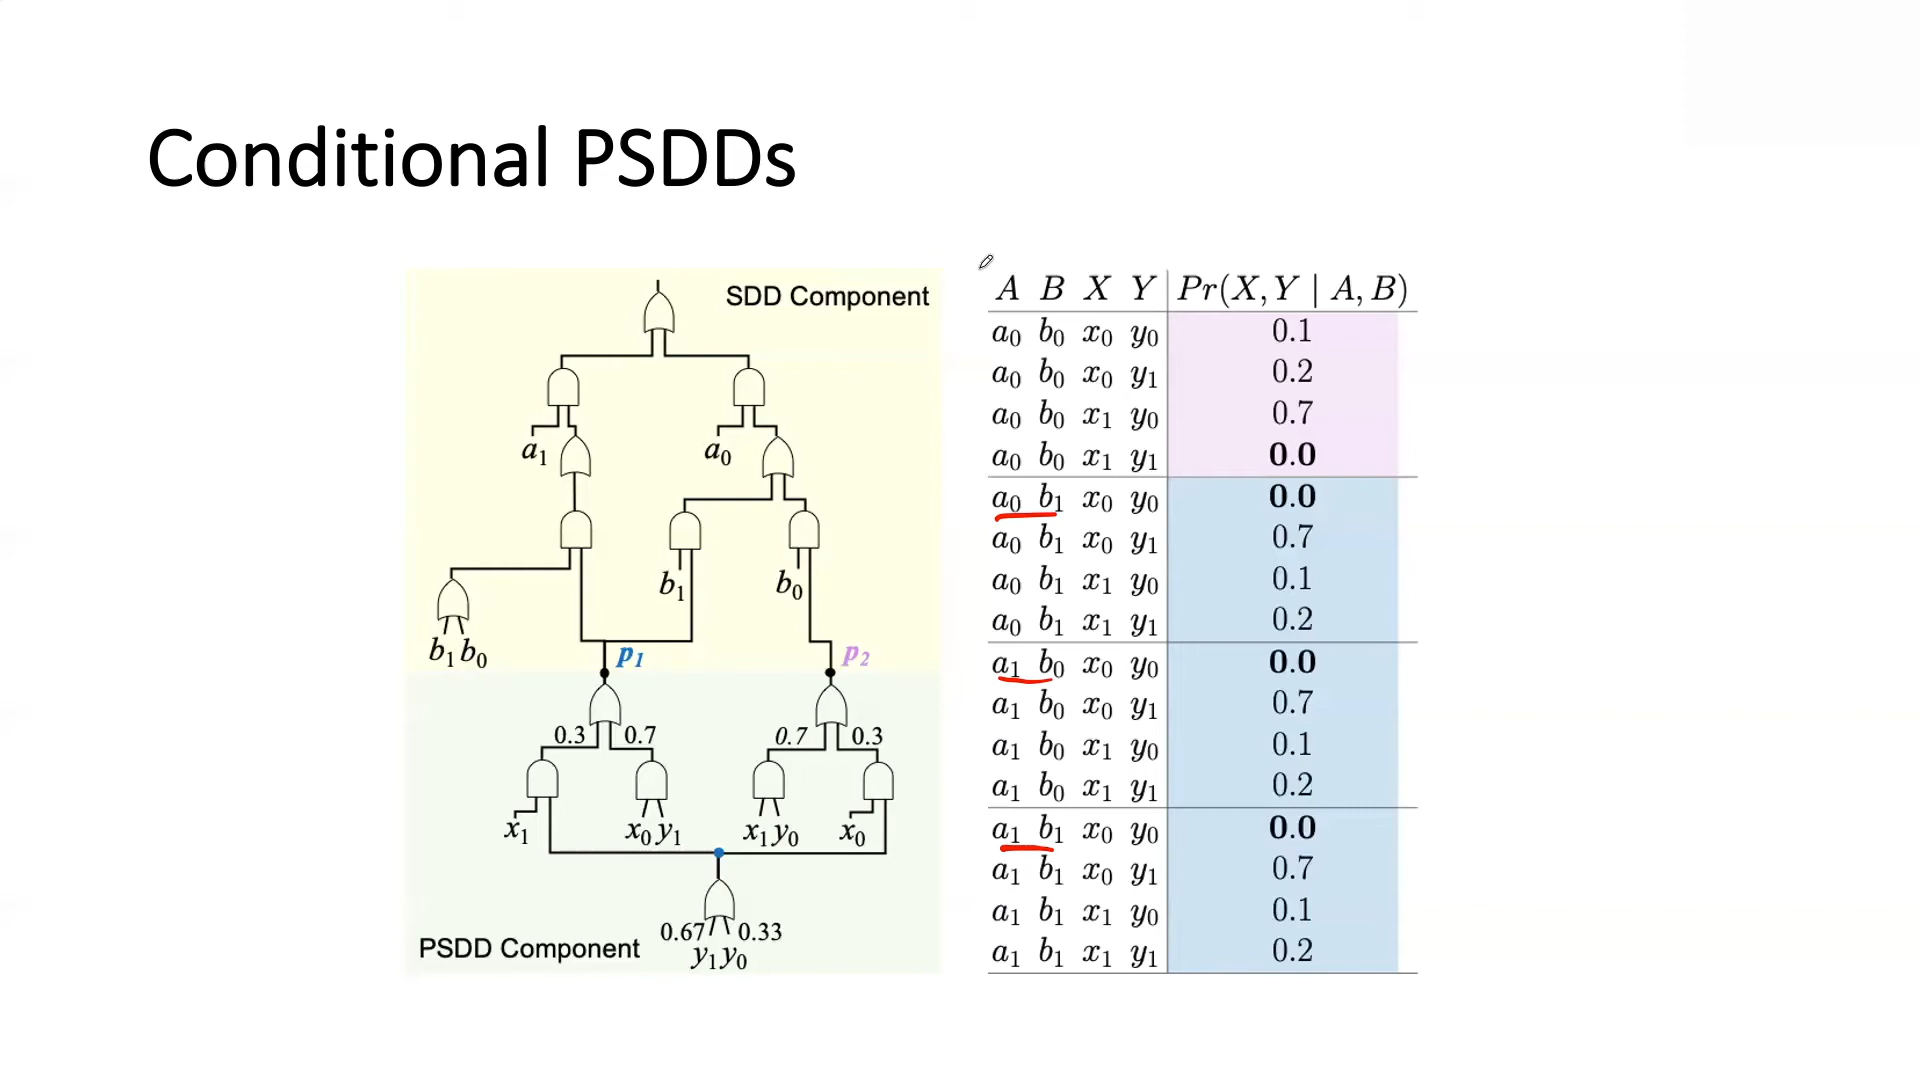 Conditional PSDDs
SDD Component
a1
a0
b1
b0
b1 b0
p1
p2
0.3 0.7
0.7 0.3
x1
x0 y1
x1 y0
x0
0.67 0.33
y1 y0
PSDD Component
A B X Y Pr(X, Y | A, B)
a0 b0 x0 y0 0.1
a0 b0 x0 y1 0.2
a0 b0 x1 y0 0.7
a0 b0 x1 y1 0.0
a0 b1 x0 y0 0.0
a0 b1 x0 y1 0.7
a0 b1 x1 y0 0.1
a0 b1 x1 y1 0.2
a1 b0 x0 y0 0.0
a1 b0 x0 y1 0.7
a1 b0 x1 y0 0.1
a1 b0 x1 y1 0.2
a1 b1 x0 y0 0.0
a1 b1 x0 y1 0.7
a1 b1 x1 y0 0.1
a1 b1 x1 y1 0.2